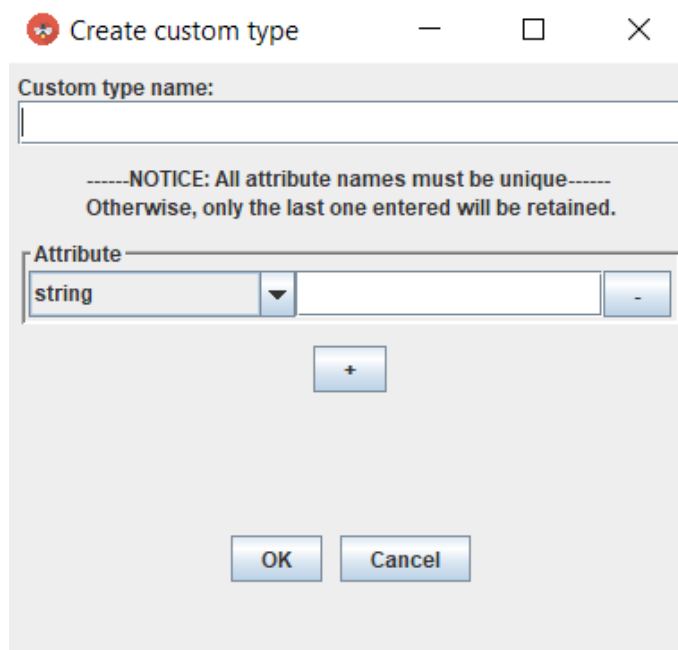 Create custom type
Custom type name:
------NOTICE: All attribute names must be unique------
Otherwise, only the last one entered will be retained.
Attribute
string
-
+
OK Cancel